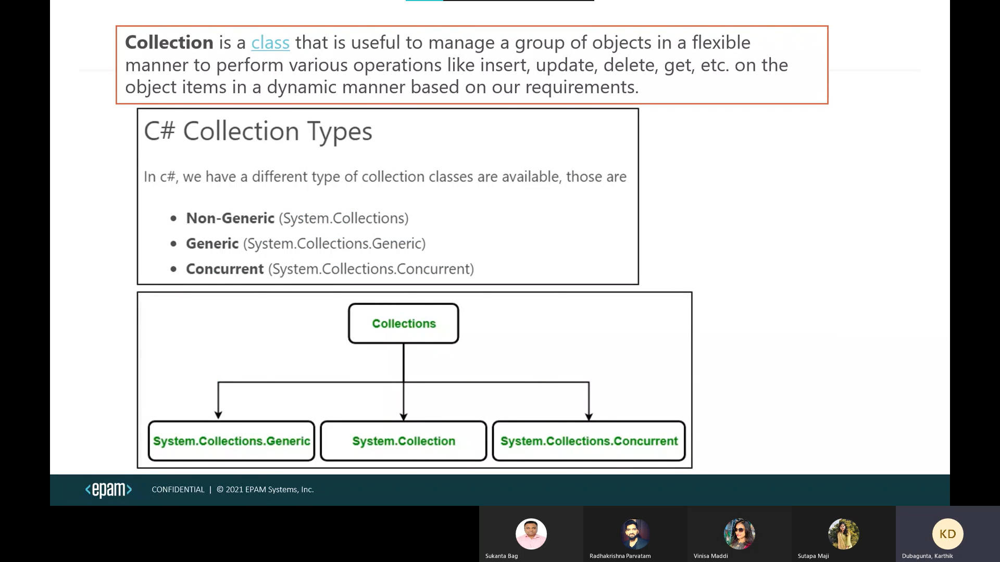 Collection is a class that is useful to manage a group of objects in a flexible
manner to perform various operations like insert, update, delete, get, etc. on the
object items in a dynamic manner based on our requirements.
C# Collection Types
In c#, we have a different type of collection classes are available, those are
• Non-Generic (System.Collections)
• Generic (System.Collections.Generic)
• Concurrent (System.Collections.Concurrent)
Collections
System.Collections.Generic
System.Collection
System.Collections.Concurrent
<epam> CONFIDENTIAL | © 2021 EPAM Systems, Inc.
KD
Sukanta Bag
Radhakrishna Parvatam
Vinisa Maddi
Sutapa Maji
Dubagunta, Karthik